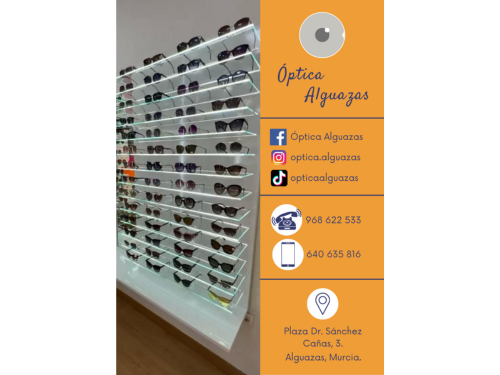 Óptica
Alguazas
Óptica Alguazas
optica.alguazas
opticaalguazas
968 622 533
640 635 816
Plaza Dr. Sánchez
Cañas, 3.
Alguazas, Murcia.